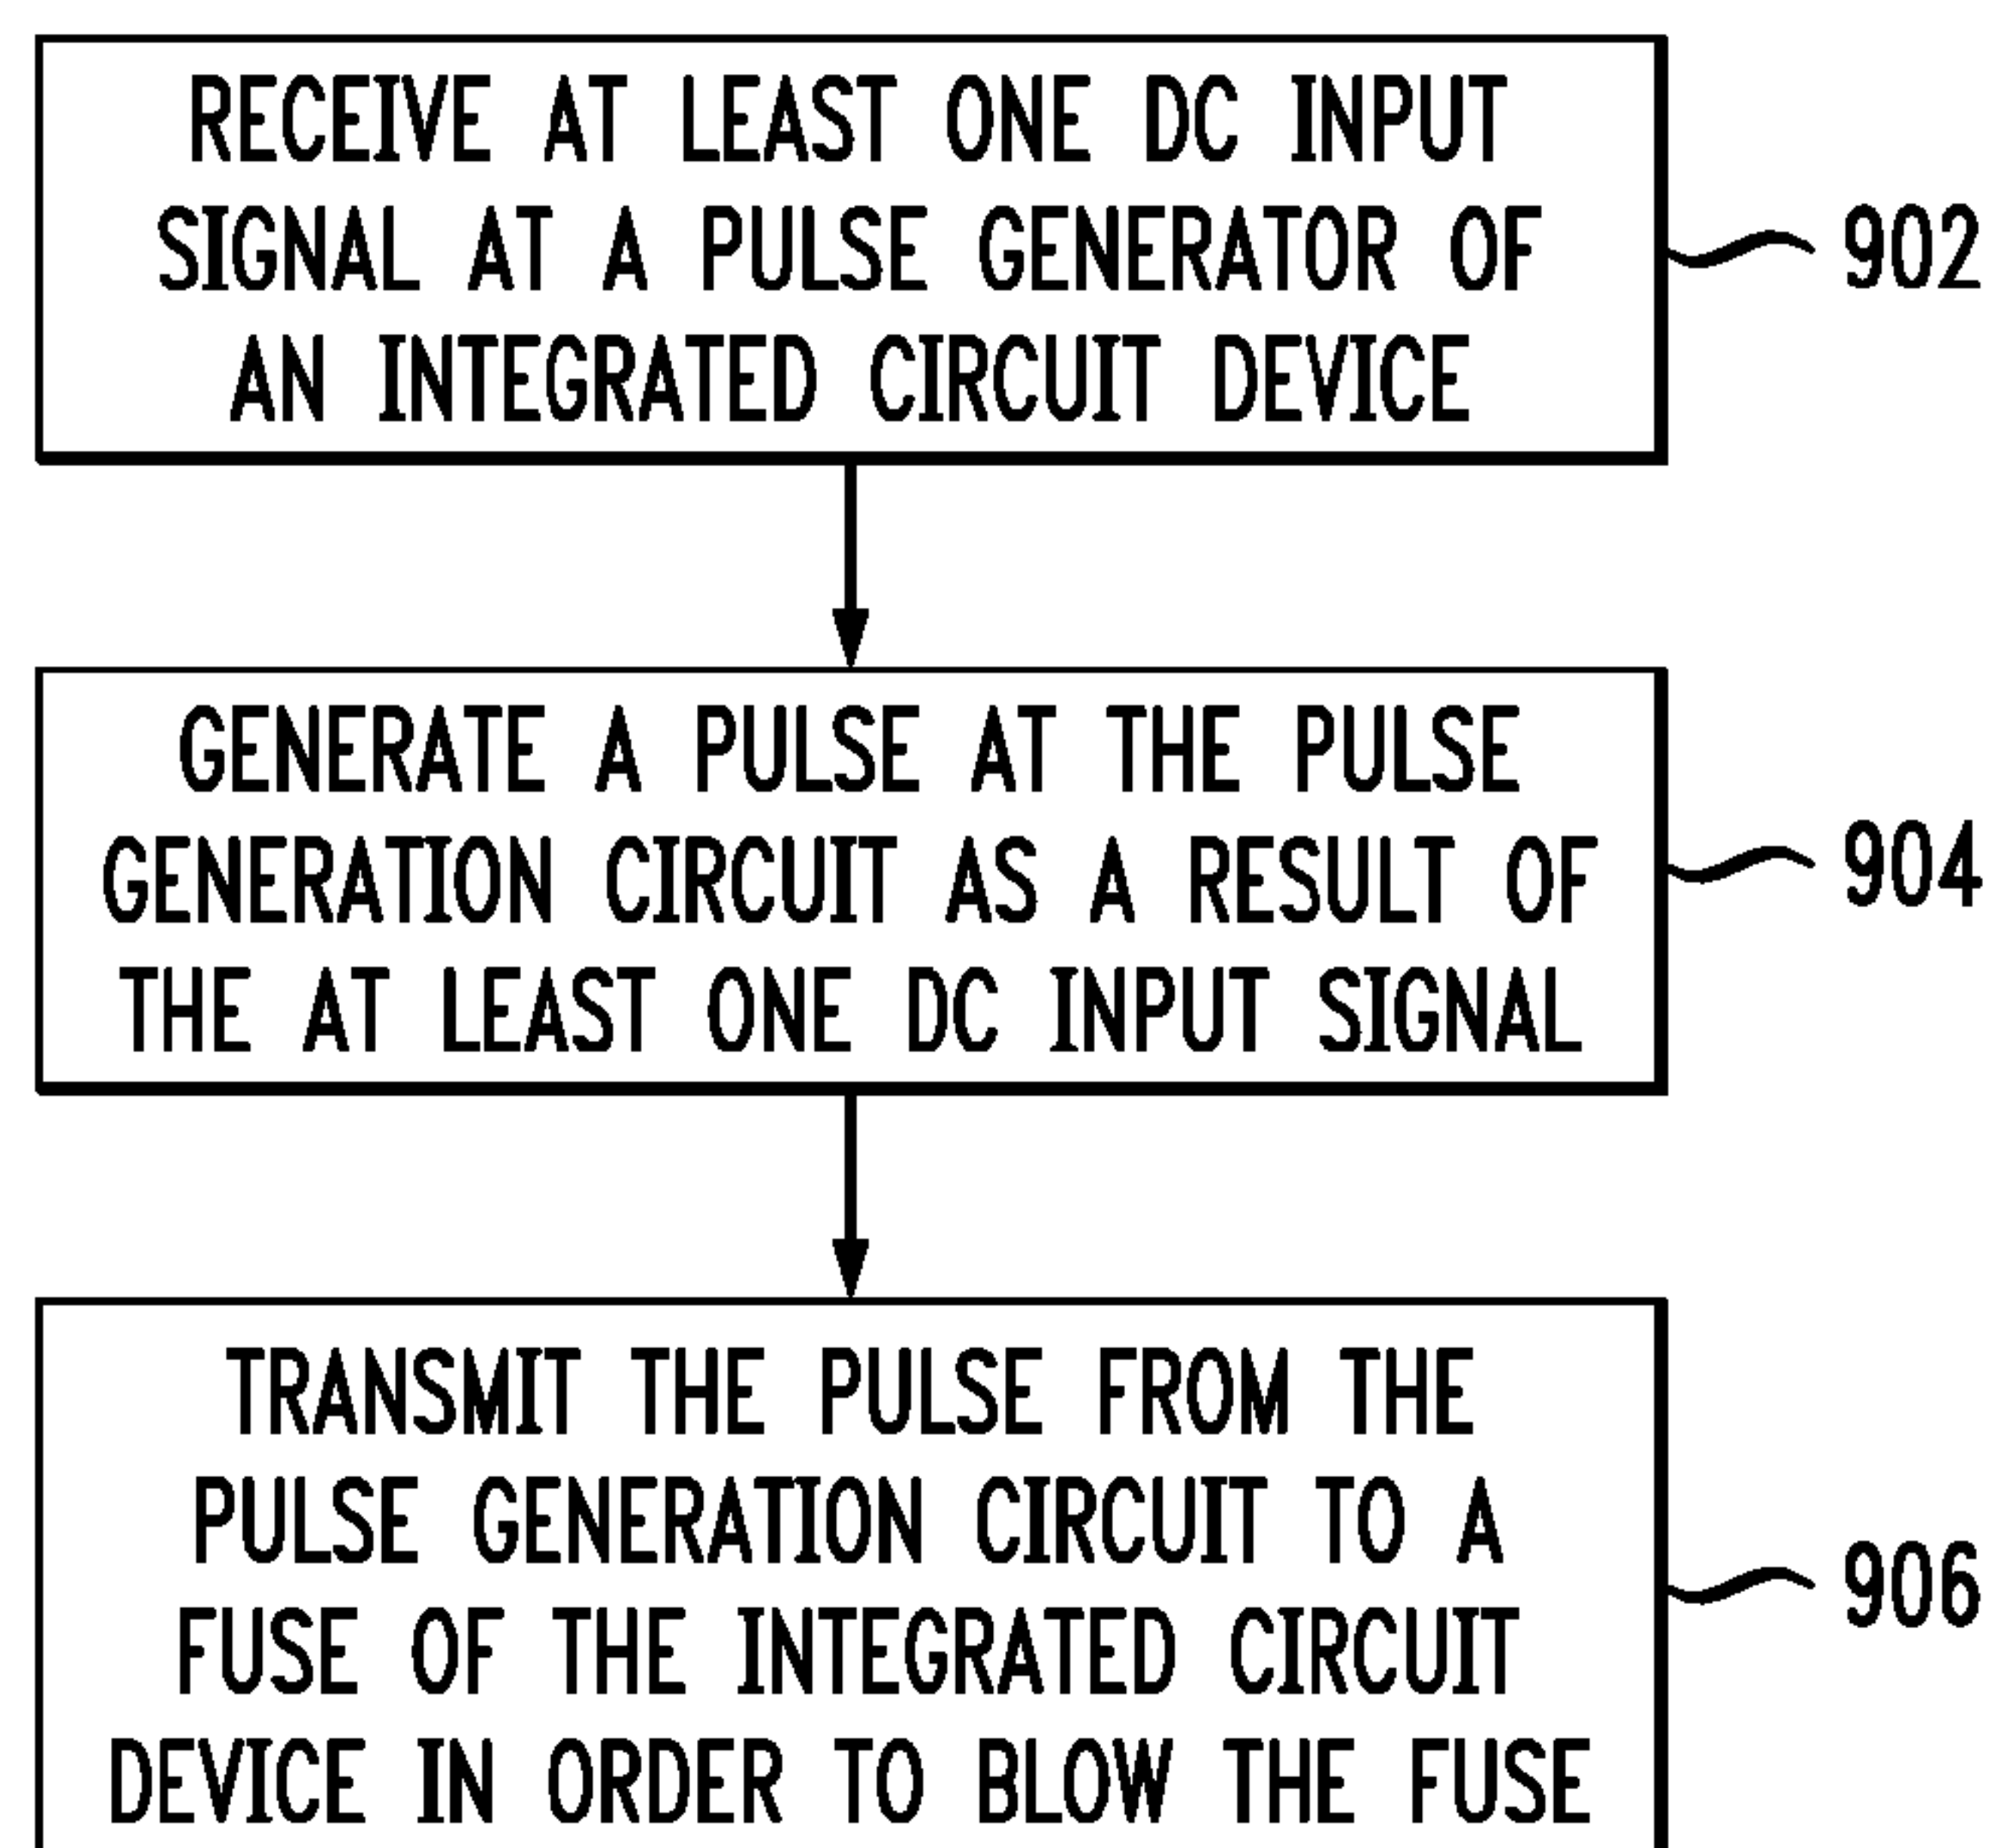 RECEIVE AT LEAST ONE DC INPUT
SIGNAL AT A PULSE GENERATOR OF
AN INTEGRATED CIRCUIT DEVICE
902
GENERATE A PULSE AT THE PULSE
GENERATION CIRCUIT AS A RESULT OF
THE AT LEAST ONE DC INPUT SIGNAL
904
TRANSMIT THE PULSE FROM THE
PULSE GENERATION CIRCUIT TO A
FUSE OF THE INTEGRATED CIRCUIT
DEVICE IN ORDER TO BLOW THE FUSE
906